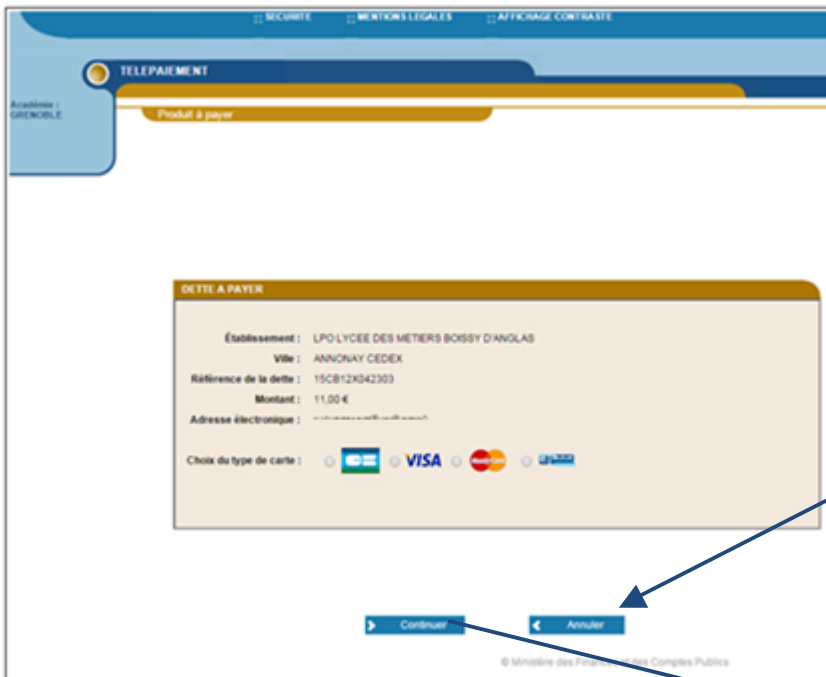 :: SECURITE :: MENTIONS LEGALES :: AFFICHAGE CONTRASTE
TELEPAIEMENT
Académie :
GRENOBLE
Produit à payer
DETTE A PAYER
Établissement : LPO LYCEE DES METIERS BOISSY D'ANGLAS
Ville : ANNONAY CEDEX
Référence de la dette : 15CB12X042303
Montant : 11,00 €
Adresse électronique :
Choix du type de carte : CB VISA MasterCard
Continuer Annuler
© Ministère des Finances et des Comptes Publics